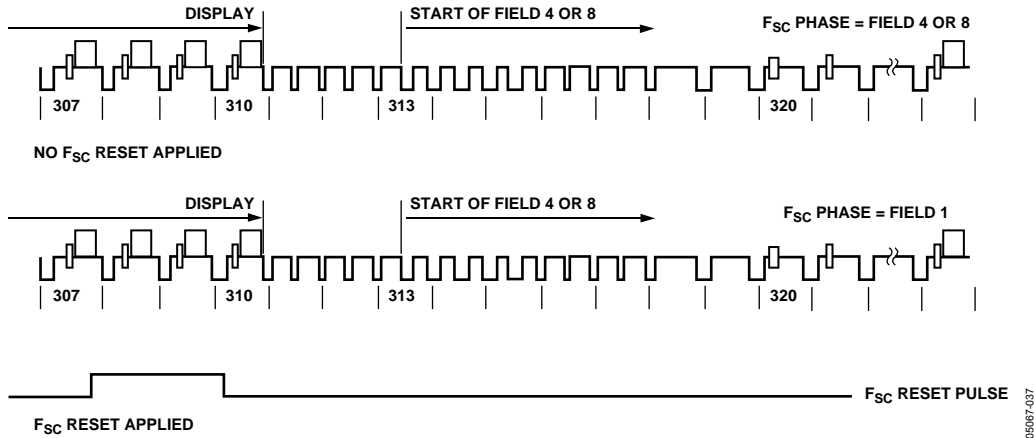 DISPLAY START OF FIELD 4 OR 8 FSC PHASE = FIELD 4 OR 8
307 310 313 320
NO FSC RESET APPLIED
DISPLAY START OF FIELD 4 OR 8 FSC PHASE = FIELD 1
307 310 313 320
FSC RESET PULSE
FSC RESET APPLIED
05067-037